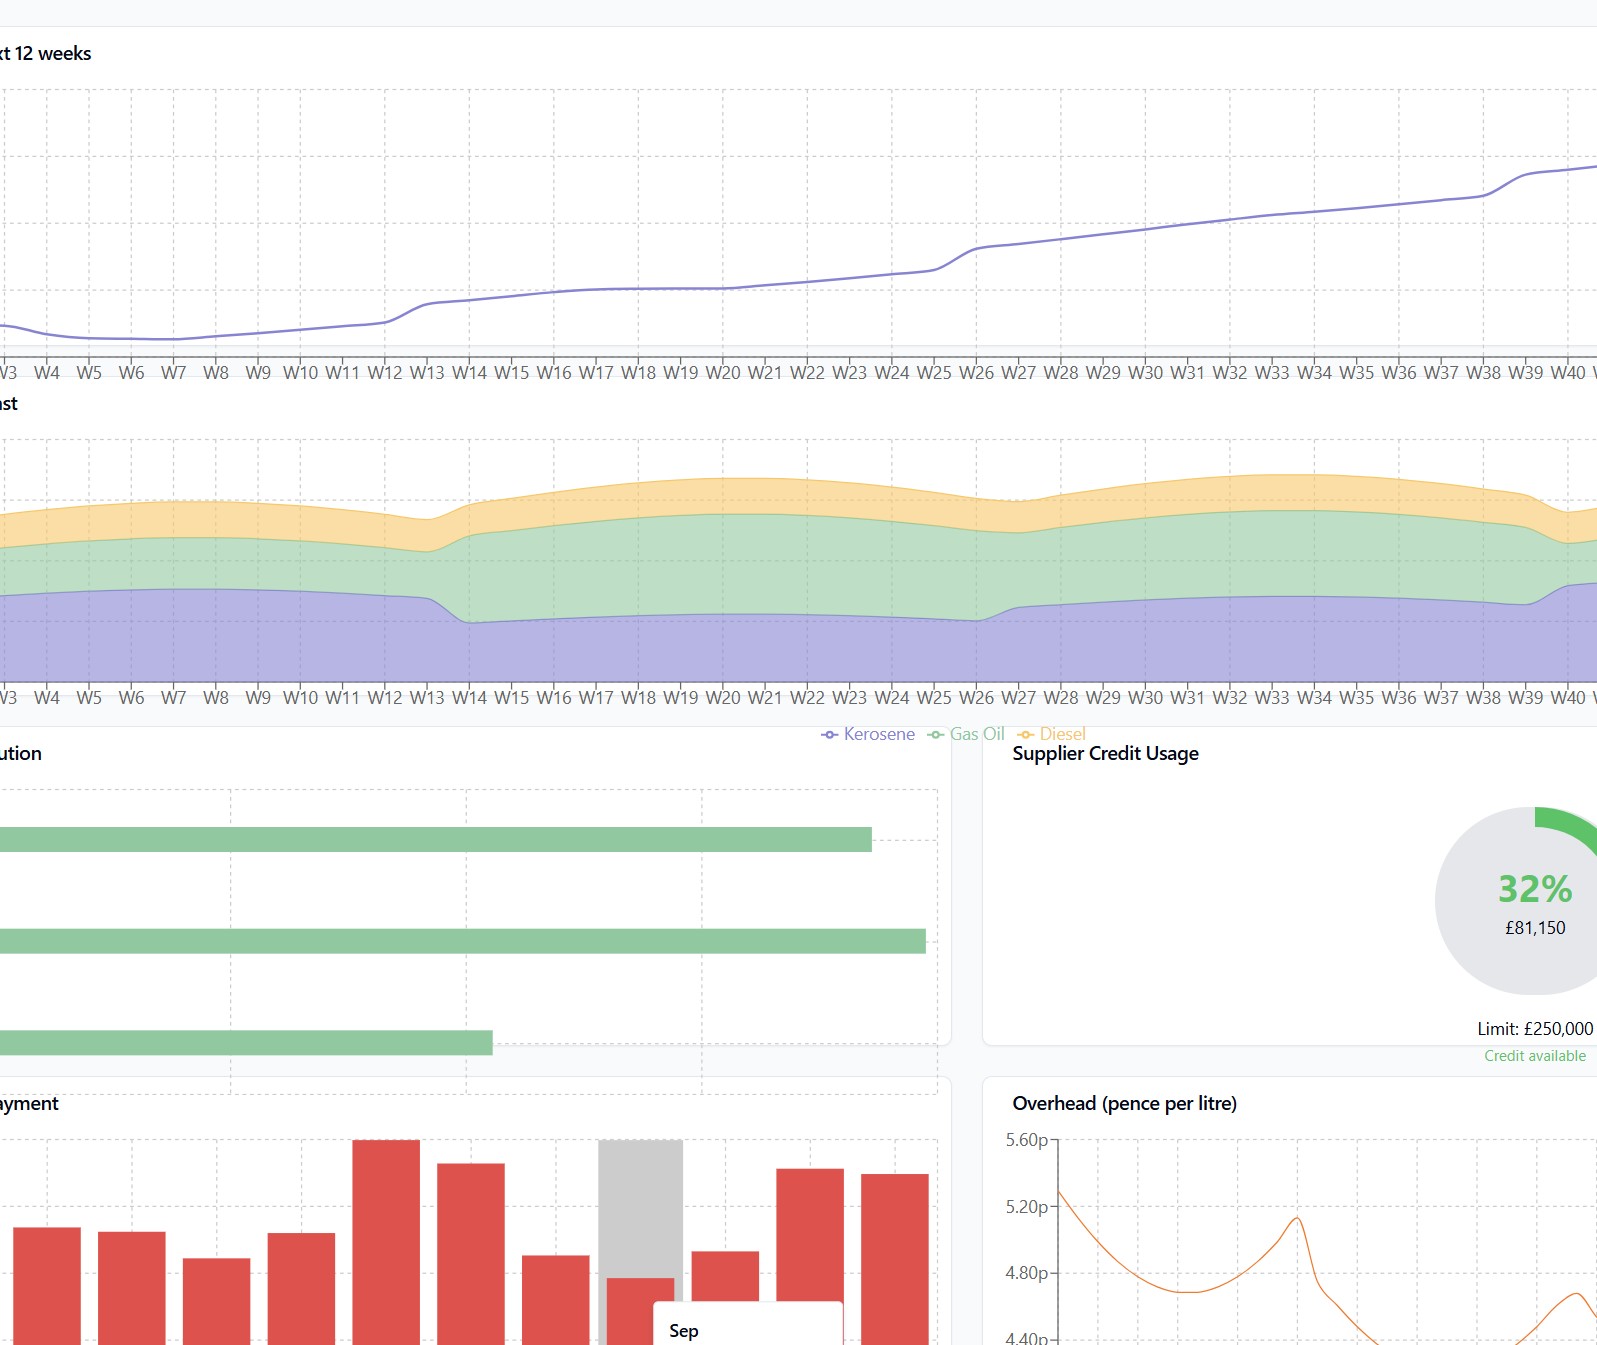 xt 12 weeks
W3 W4 W5 W6 W7 W8 W9 W10 W11 W12 W13 W14 W15 W16 W17 W18 W19 W20 W21 W22 W23 W24 W25 W26 W27 W28 W29 W30 W31 W32 W33 W34 W35 W36 W37 W38 W39 W40
ast
W3 W4 W5 W6 W7 W8 W9 W10 W11 W12 W13 W14 W15 W16 W17 W18 W19 W20 W21 W22 W23 W24 W25 W26 W27 W28 W29 W30 W31 W32 W33 W34 W35 W36 W37 W38 W39 W40
Kerosene Gas Oil Diesel
ution
Supplier Credit Usage
32%
£81,150
Limit: £250,000
Credit available
ayment
Sep
Overhead (pence per litre)
5.60p
5.20p
4.80p
4.40p